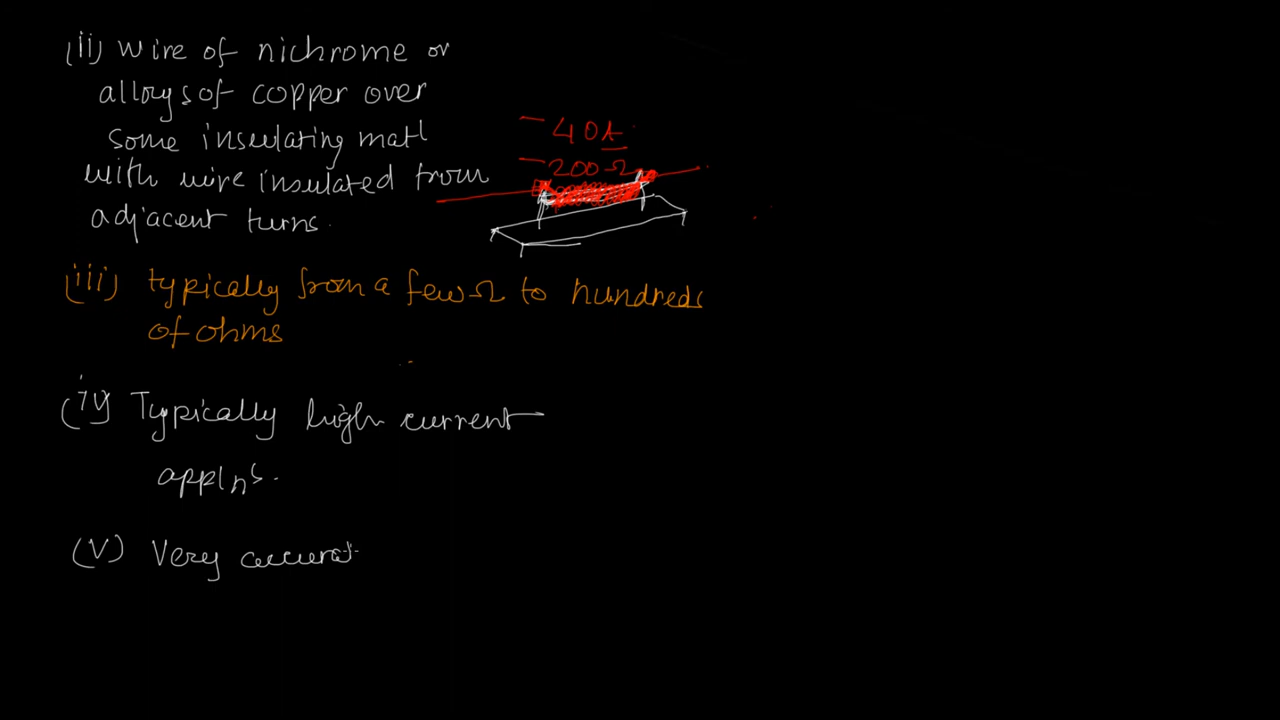 (ii) wire of nichrome or
alloys of copper over
some insulating matl
with wire insulated from
adjacent turns.
40A
200Ω
(iii) typically from a few Ω to hundreds
of ohms
(iv) Typically high current
applns.
(v) Very accurat